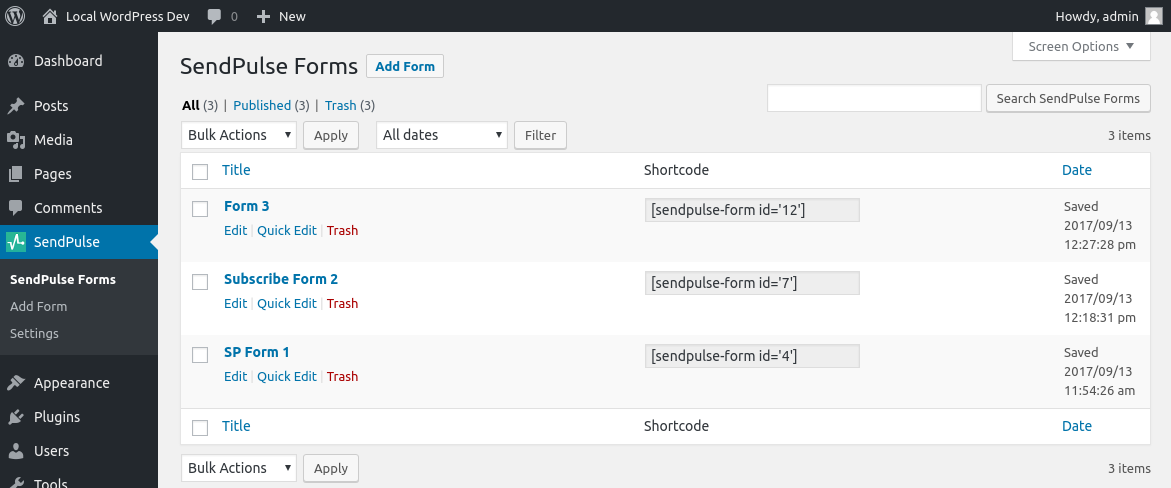 Local WordPress Dev 0 + New Howdy, admin
Dashboard
Posts
Media
Pages
Comments
SendPulse
SendPulse Forms
Add Form
Settings
Appearance
Plugins
Users
Tools
Screen Options
SendPulse Forms Add Form
All (3) | Published (3) | Trash (3)
Search SendPulse Forms
Bulk Actions Apply All dates Filter 3 items
Title Shortcode Date
Form 3 [sendpulse-form id='12'] Saved
2017/09/13
Edit | Quick Edit | Trash
12:27:28 pm
Subscribe Form 2 [sendpulse-form id='7'] Saved
2017/09/13
Edit | Quick Edit | Trash
12:18:31 pm
SP Form 1 [sendpulse-form id='4'] Saved
2017/09/13
Edit | Quick Edit | Trash
11:54:26 am
Title Shortcode Date
Bulk Actions Apply 3 items